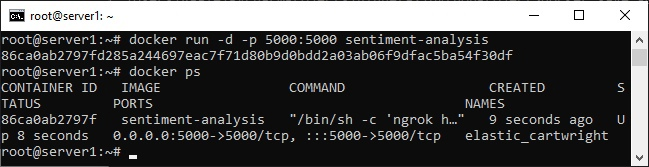 root@server1: ~
root@server1:~# docker run -d -p 5000:5000 sentiment-analysis
86ca0ab2797fd285a244697eac7f71d80b9d0bdd2a03ab06f9dfac5ba54f30df
root@server1:~# docker ps
CONTAINER ID   IMAGE                COMMAND                  CREATED         S
TATUS         PORTS                                       NAMES
86ca0ab2797f   sentiment-analysis   "/bin/sh -c 'ngrok h…"   9 seconds ago   U
p 8 seconds   0.0.0.0:5000->5000/tcp, :::5000->5000/tcp   elastic_cartwright
root@server1:~#